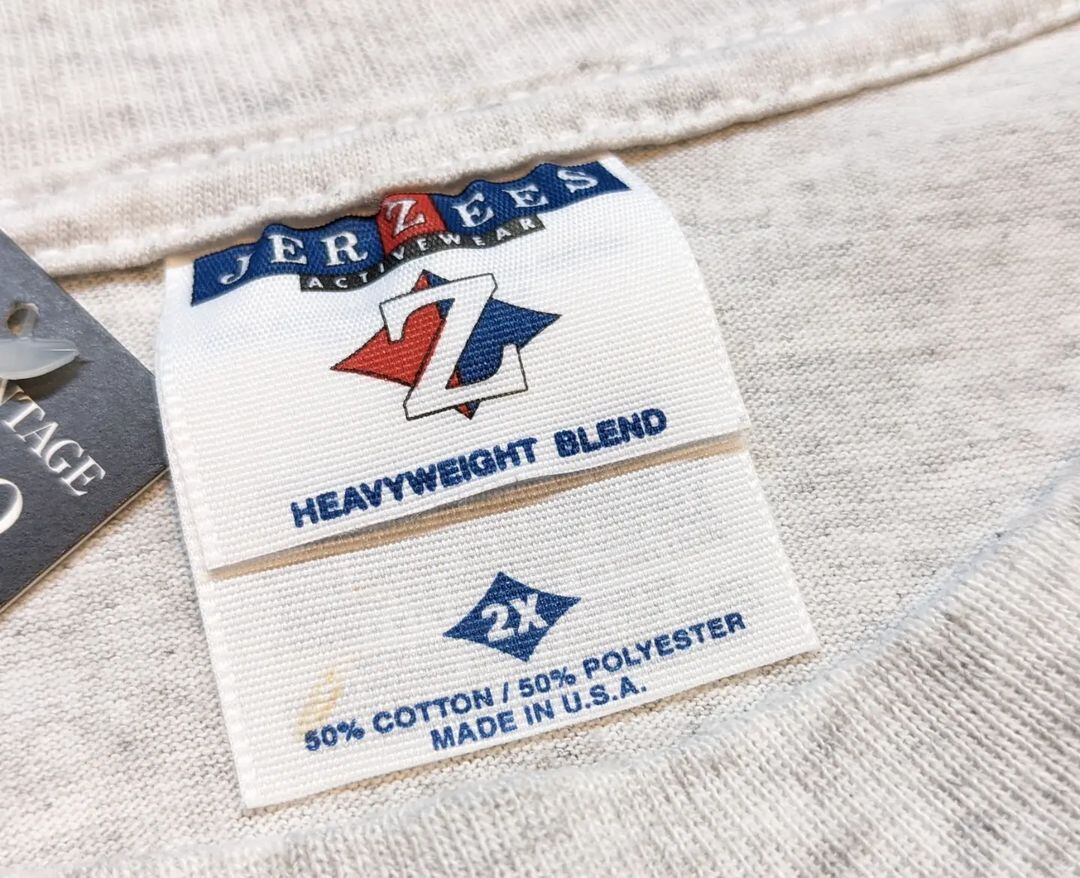 JERZEES
ACTIVEWEAR
Z
HEAVYWEIGHT BLEND
2X
50% COTTON / 50% POLYESTER
MADE IN U.S.A.